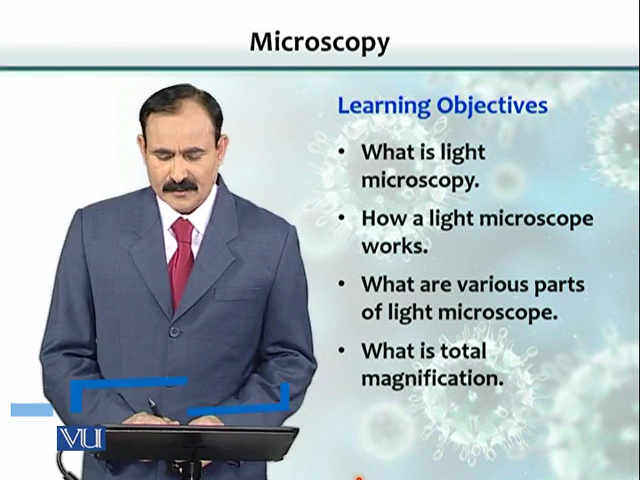 Microscopy
Learning Objectives
• What is light
microscopy.
• How a light microscope
works.
• What are various parts
of light microscope.
• What is total
magnification.
VU